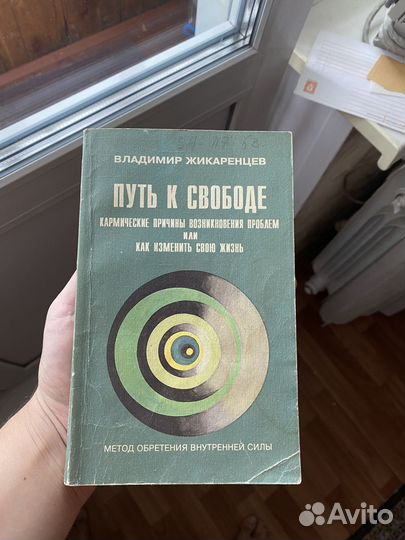 ВЛАДИМИР ЖИКАРЕНЦЕВ
ПУТЬ К СВОБОДЕ
КАРМИЧЕСКИЕ ПРИЧИНЫ ВОЗНИКНОВЕНИЯ ПРОБЛЕМ
ИЛИ
КАК ИЗМЕНИТЬ СВОЮ ЖИЗНЬ
МЕТОД ОБРЕТЕНИЯ ВНУТРЕННЕЙ СИЛЫ
Avito